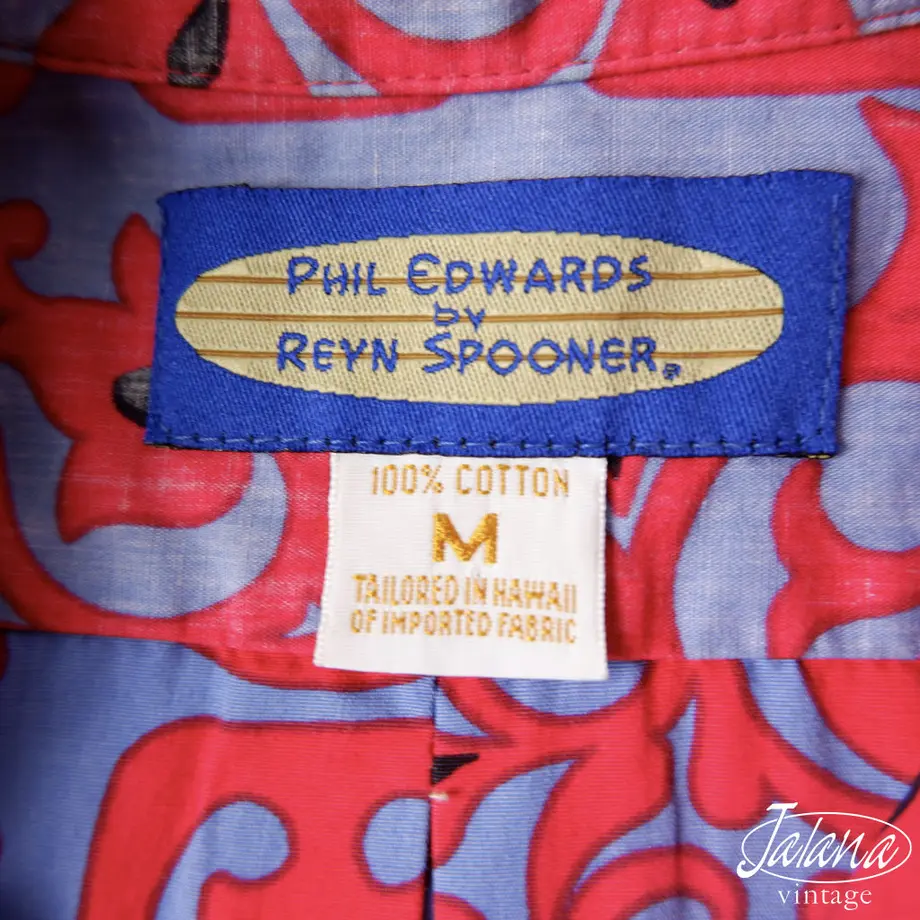 PHIL EDWARDS
by
REYN SPOONER®
100% COTTON
M
TAILORED IN HAWAII
OF IMPORTED FABRIC
Jalana
vintage